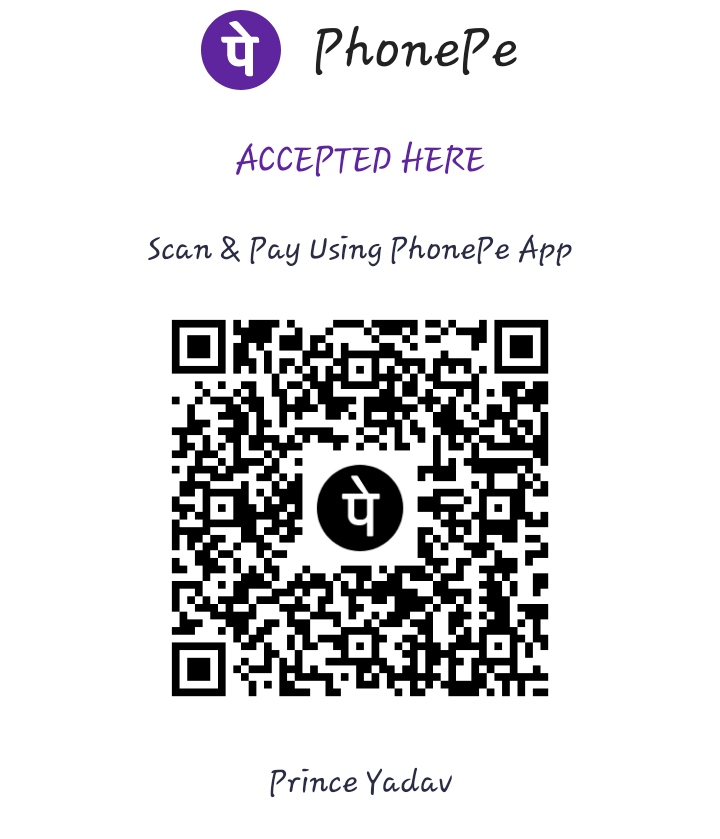 पे PhonePe
ACCEPTED HERE
Scan & Pay Using PhonePe App
पे
Prince Yadav